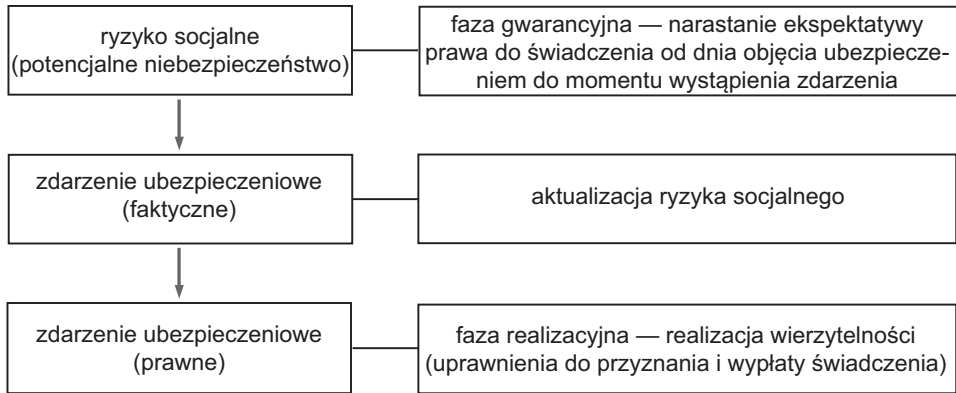 ryzyko socjalne
(potencjalne niebezpieczeństwo)
faza gwarancyjna — narastanie ekspektatywy
prawa do świadczenia od dnia objęcia ubezpiecze-
niem do momentu wystąpienia zdarzenia
zdarzenie ubezpieczeniowe
(faktyczne)
aktualizacja ryzyka socjalnego
zdarzenie ubezpieczeniowe
(prawne)
faza realizacyjna — realizacja wierzytelności
(uprawnienia do przyznania i wypłaty świadczenia)